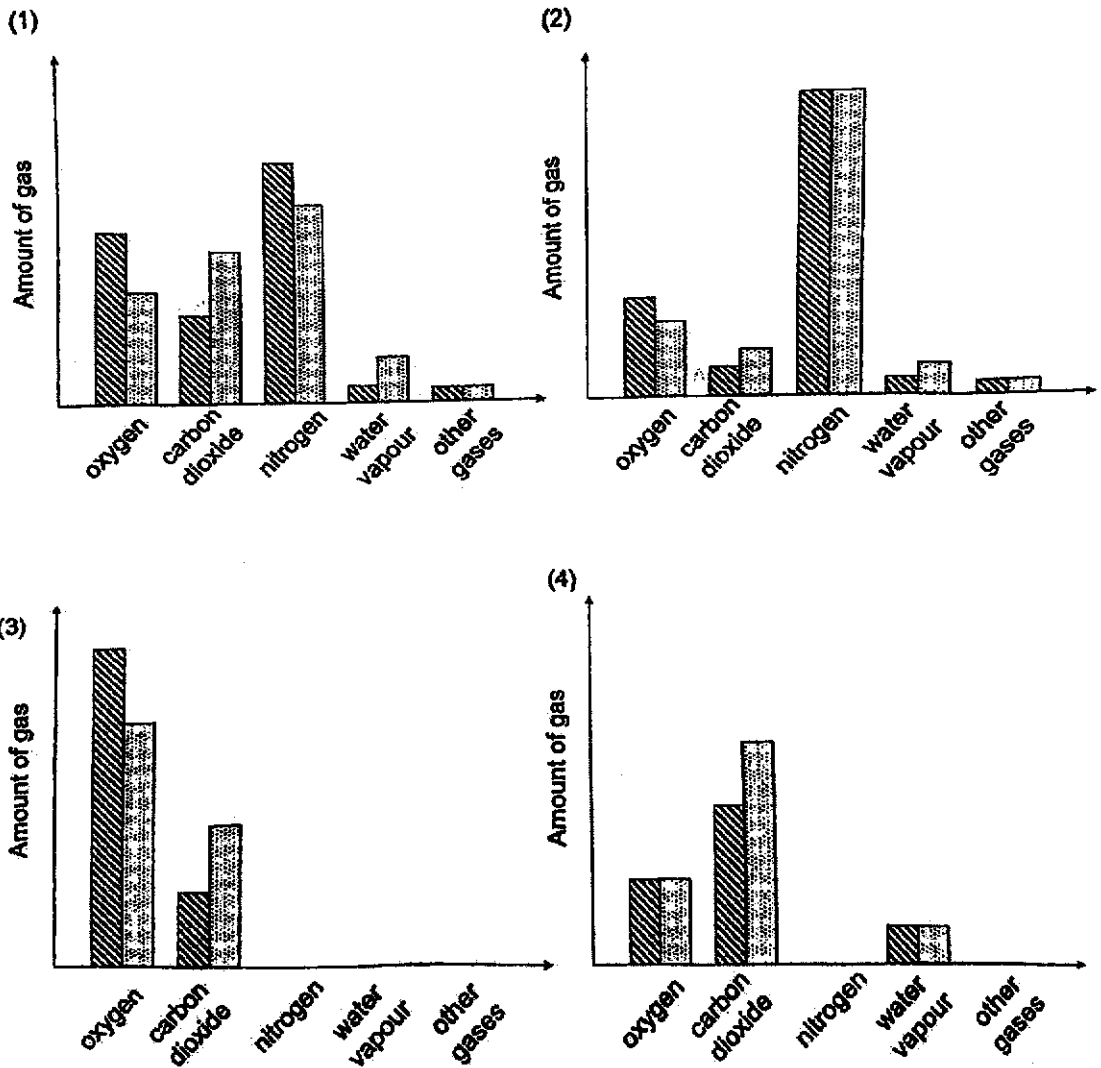 (1)
Amount of gas
oxygen
carbon
dioxide
nitrogen
water
vapour
other
gases
(2)
Amount of gas
oxygen
carbon
dioxide
nitrogen
water
vapour
other
gases
(3)
Amount of gas
oxygen
carbon
dioxide
nitrogen
water
vapour
other
gases
(4)
Amount of gas
oxygen
carbon
dioxide
nitrogen
water
vapour
other
gases